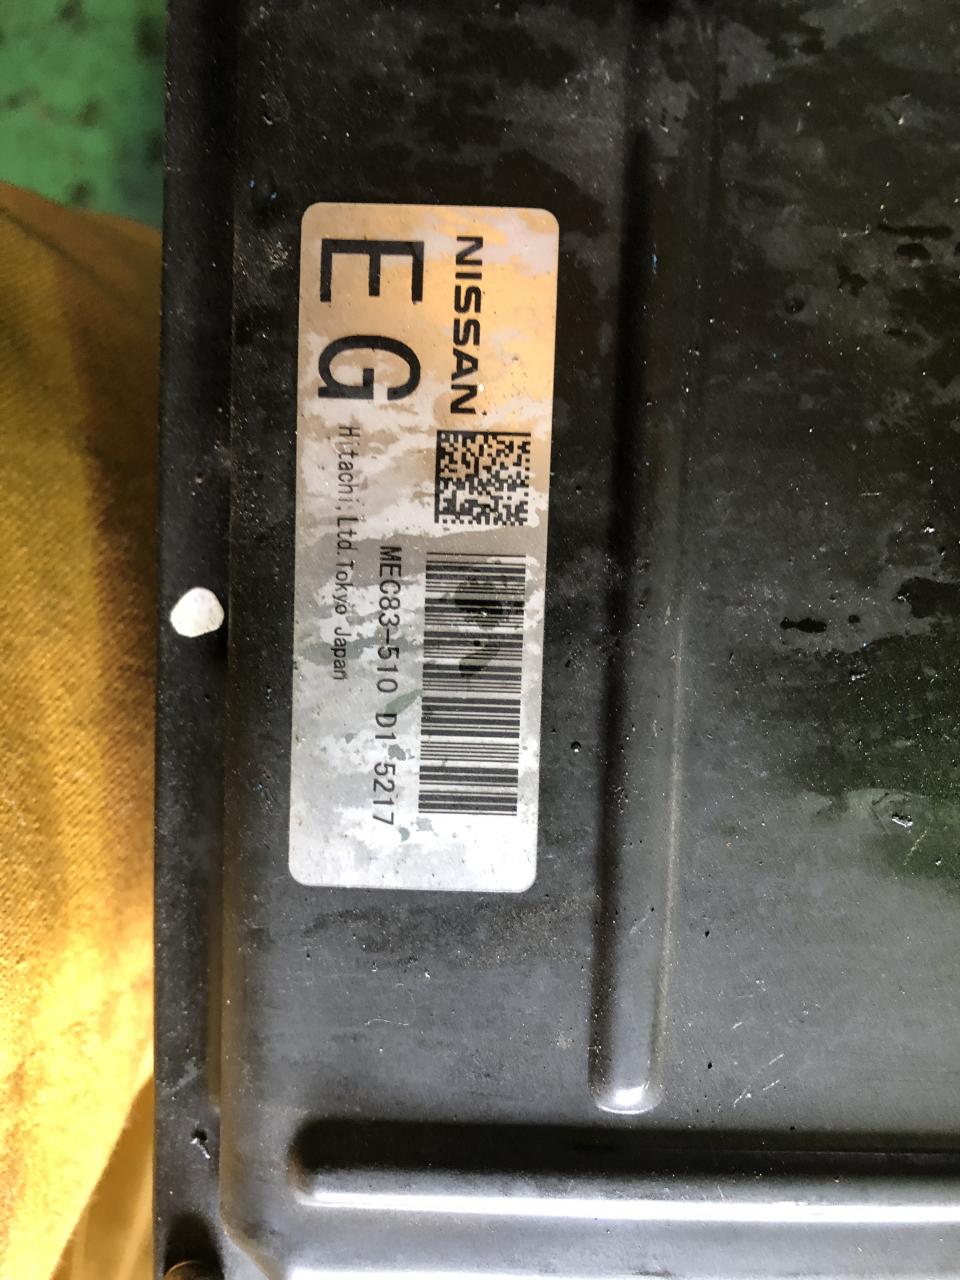 NISSAN
E G
MEC83-510 D1 5217
Hitachi, Ltd. Tokyo Japan